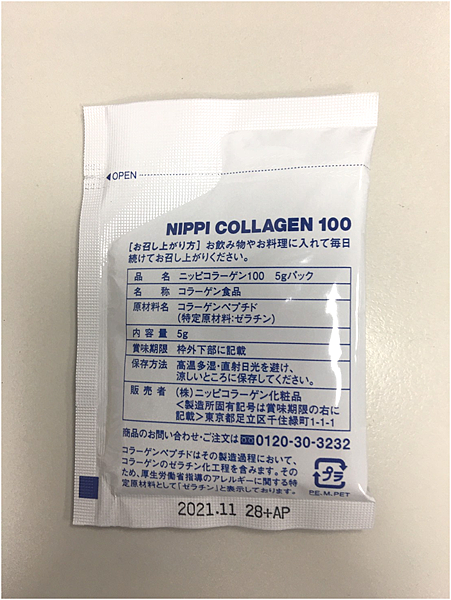 OPEN
NIPPI COLLAGEN 100
[お召し上がり方] お飲み物やお料理に入れて毎日
続けてお召し上がりください。
品名 ニッピコラーゲン100 5gパック
名称 コラーゲン食品
原材料名 コラーゲンペプチド
(特定原材料:ゼラチン)
内容量 5g
賞味期限 枠外下部に記載
保存方法 高温多湿・直射日光を避け、
涼しいところに保存してください。
販売者 (株)ニッピコラーゲン化粧品
<製造所固有記号は賞味期限の右に
記載>東京都足立区千住緑町1-1-1
商品のお問い合わせ・ご注文は 0120-30-3232
コラーゲンペプチドはその製造過程において、
コラーゲンのゼラチン化工程を含みます。そのた
め、厚生労働省指導のアレルギーに関する特
定原材料として「ゼラチン」と表示しております。
プラ
P.E.M.PET
2021.11 28+AP